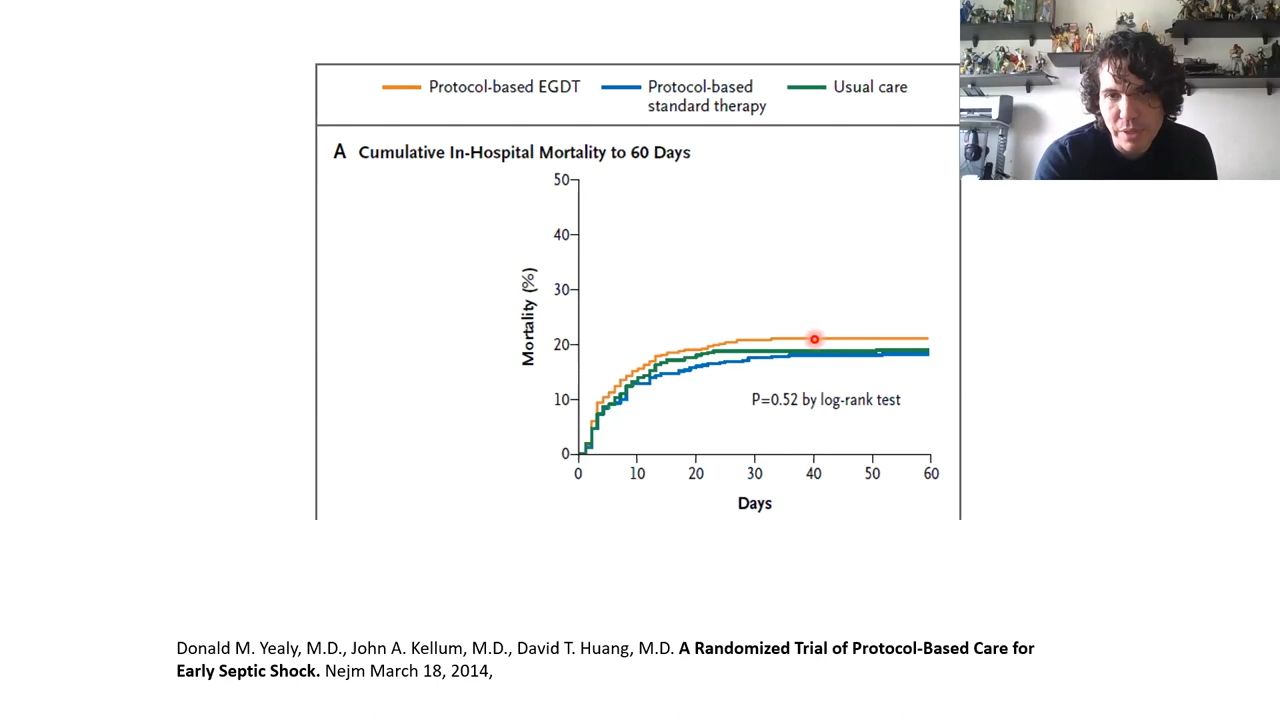 Protocol-based EGDT
Protocol-based
standard therapy
Usual care
A Cumulative In-Hospital Mortality to 60 Days
Mortality (%)
50
40
30
20
10
0
P=0.52 by log-rank test
0 10 20 30 40 50 60
Days
Donald M. Yealy, M.D., John A. Kellum, M.D., David T. Huang, M.D. A Randomized Trial of Protocol-Based Care for
Early Septic Shock. Nejm March 18, 2014,